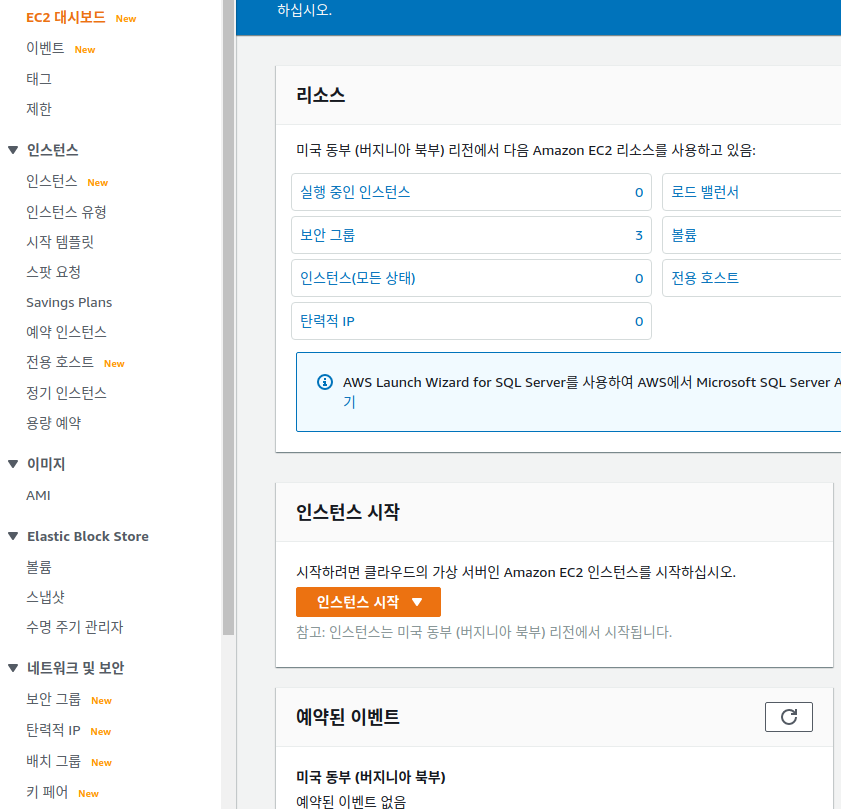 EC2 대시보드 New
이벤트 New
태그
제한
인스턴스
인스턴스 New
인스턴스 유형
시작 템플릿
스팟 요청
Savings Plans
예약 인스턴스
전용 호스트 New
정기 인스턴스
용량 예약
이미지
AMI
Elastic Block Store
볼륨
스냅샷
수명 주기 관리자
네트워크 및 보안
보안 그룹 New
탄력적 IP New
배치 그룹 New
키 페어 New
하십시오.
리소스
미국 동부 (버지니아 북부) 리전에서 다음 Amazon EC2 리소스를 사용하고 있음:
실행 중인 인스턴스 0 로드 밸런서
보안 그룹 3 볼륨
인스턴스(모든 상태) 0 전용 호스트
탄력적 IP 0
AWS Launch Wizard for SQL Server를 사용하여 AWS에서 Microsoft SQL Server A
기
인스턴스 시작
시작하려면 클라우드의 가상 서버인 Amazon EC2 인스턴스를 시작하십시오.
인스턴스 시작
참고: 인스턴스는 미국 동부 (버지니아 북부) 리전에서 시작됩니다.
예약된 이벤트
미국 동부 (버지니아 북부)
예약된 이벤트 없음